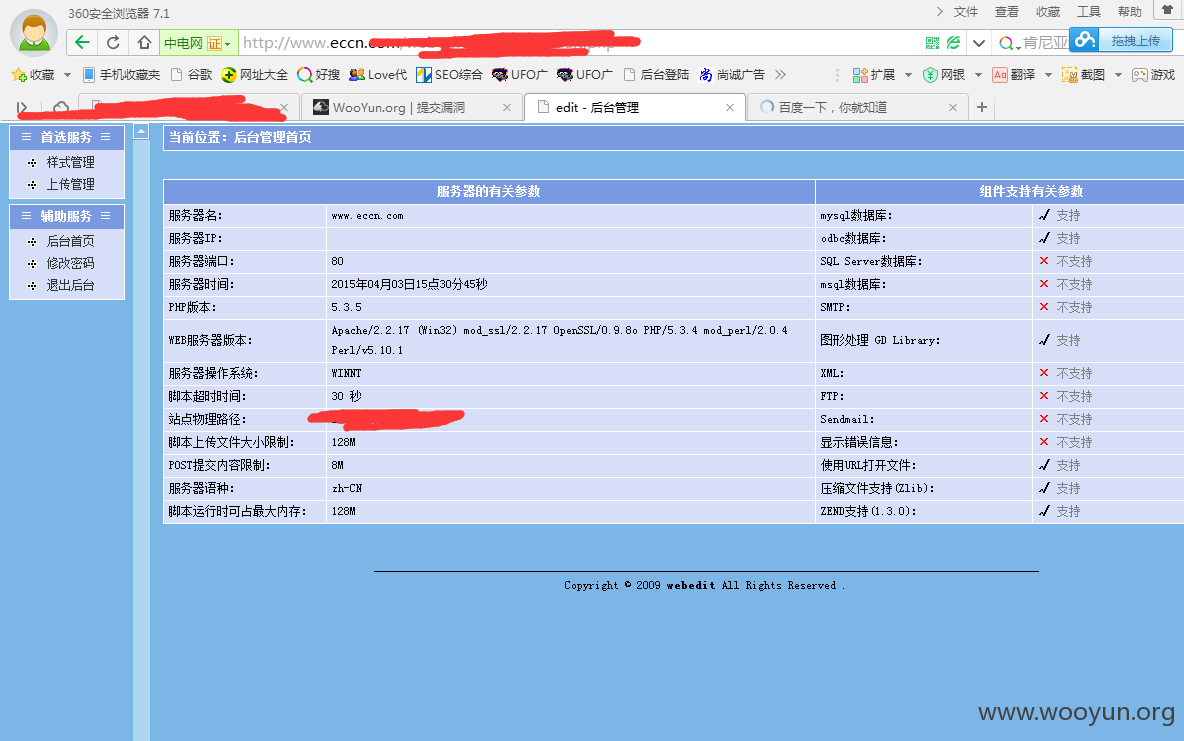 360安全浏览器 7.1
文件 查看 收藏 工具 帮助
中电网 证 http://www.eccn.com 肯尼亚 拖拽上传
收藏 手机收藏夹 谷歌 网址大全 好搜 Love代 SEO综合 UFO广 UFO广 后台登陆 尚 尚诚广告 扩展 网银 Aa 翻译 截图 游戏
WooYun.org | 提交漏洞 edit - 后台管理 百度一下，你就知道
首选服务
样式管理
上传管理
辅助服务
后台首页
修改密码
退出后台
当前位置：后台管理首页
服务器的有关参数 组件支持有关参数
服务器名： www.eccn.com mysql数据库： 支持
服务器IP： odbc数据库： 支持
服务器端口： 80 SQL Server数据库： 不支持
服务器时间： 2015年04月03日15点30分45秒 msql数据库： 不支持
PHP版本： 5.3.5 SMTP： 不支持
WEB服务器版本： Apache/2.2.17 (Win32) mod_ssl/2.2.17 OpenSSL/0.9.8o PHP/5.3.4 mod_perl/2.0.4
Perl/v5.10.1 图形处理 GD Library： 支持
服务器操作系统： WINNT XML： 不支持
脚本超时时间： 30 秒 FTP： 不支持
站点物理路径： Sendmail： 不支持
脚本上传文件大小限制： 128M 显示错误信息： 不支持
POST提交内容限制： 8M 使用URL打开文件： 支持
服务器语种： zh-CN 压缩文件支持(Zlib)： 支持
脚本运行时可占最大内存： 128M ZEND支持(1.3.0)： 支持
Copyright © 2009 webedit All Rights Reserved .
www.wooyun.org